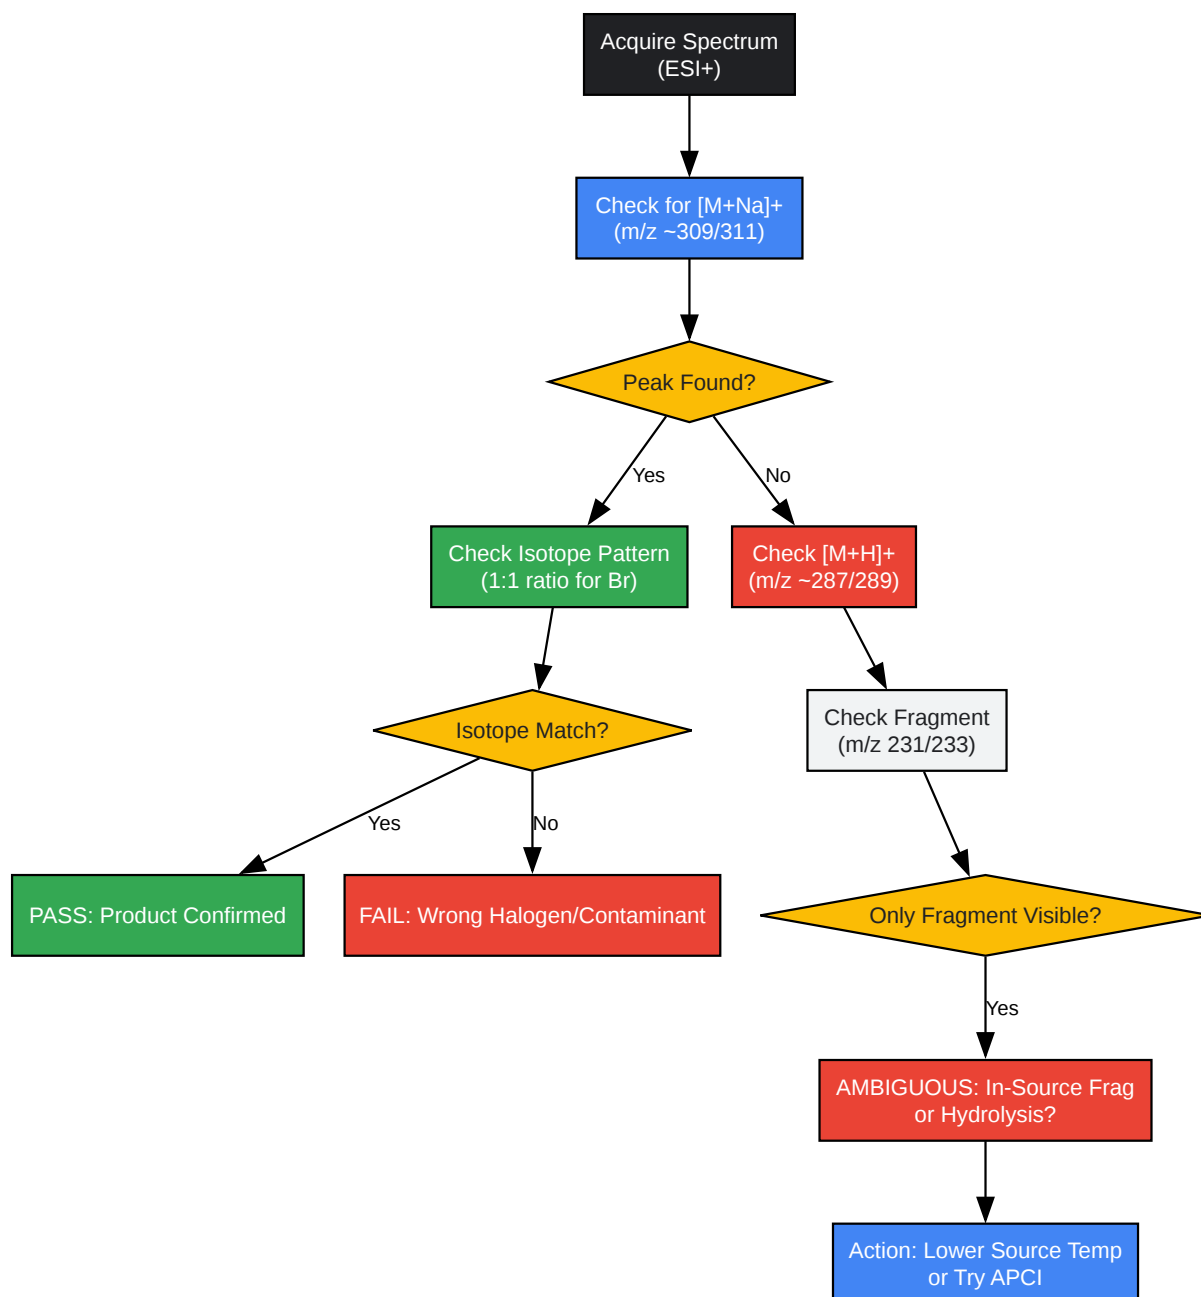 Acquire Spectrum
(ESI+)
Check for [M+Na]+
(m/z ~309/311)
Peak Found?
Yes
No
Check Isotope Pattern
(1:1 ratio for Br)
Check [M+H]+
(m/z ~287/289)
Isotope Match?
Check Fragment
(m/z 231/233)
Yes
No
PASS: Product Confirmed
FAIL: Wrong Halogen/Contaminant
Only Fragment Visible?
Yes
AMBIGUOUS: In-Source Frag
or Hydrolysis?
Action: Lower Source Temp
or Try APCI